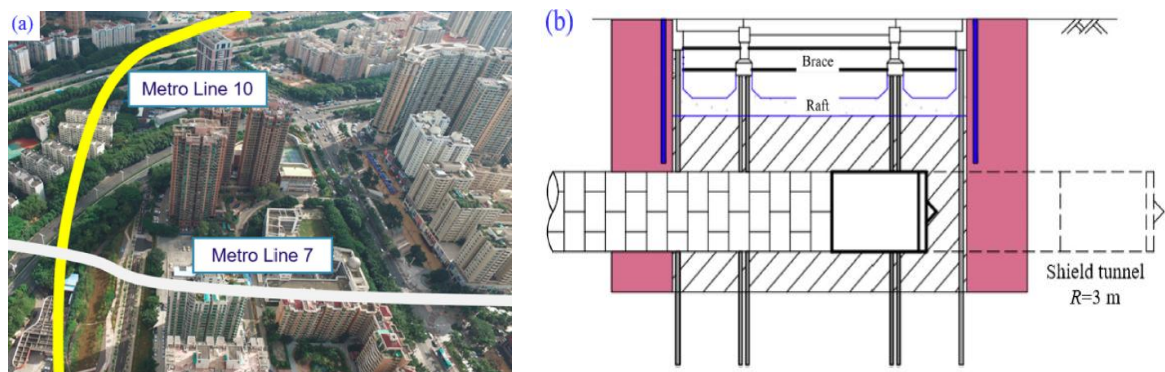 (a)
Metro Line 10
Metro Line 7
(b)
Brace
Raft
Shield tunnel
R=3 m